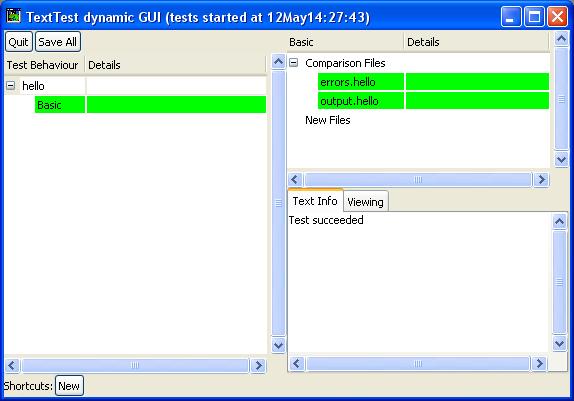 TextTest dynamic GUI (tests started at 12May14:27:43)
Quit Save All
Test Behaviour Details
hello
Basic
Basic Details
Comparison Files
errors.hello
output.hello
New Files
Text Info Viewing
Test succeeded
Shortcuts: New